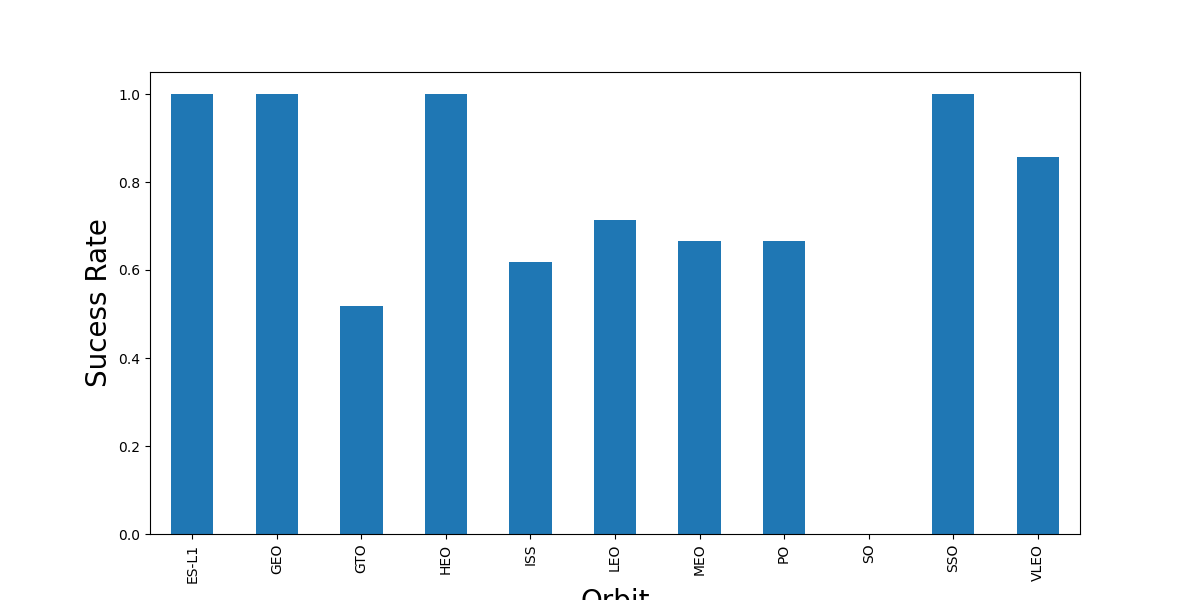 1.0
0.8
0.6
0.4
0.2
0.0
Sucess Rate
ES-L1
GEO
GTO
HEO
ISS
LEO
MEO
PO
SO
SSO
VLEO
Orbit